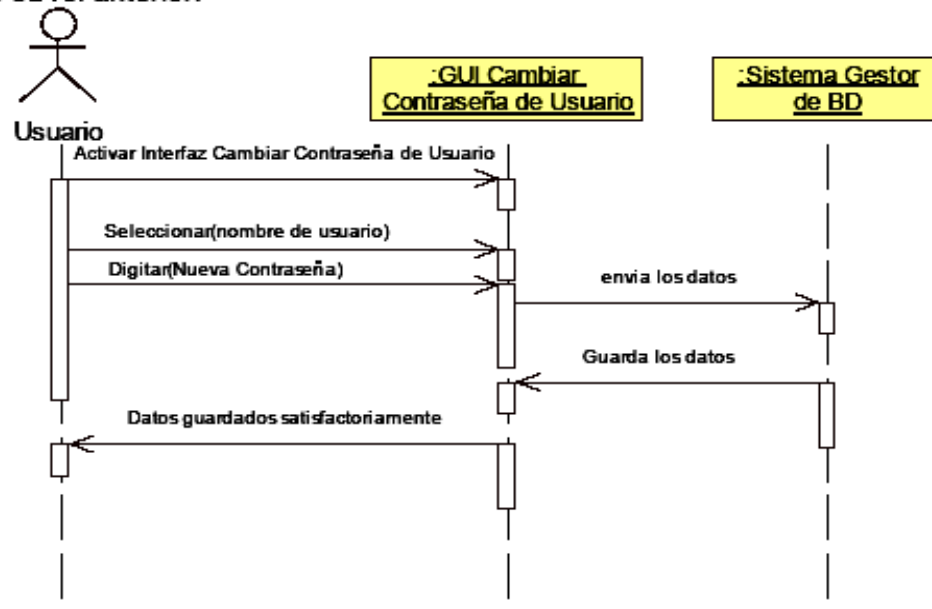 :GUI Cambiar
Contraseña de Usuario
:Sistema Gestor
de BD
Usuario
Activar Interfaz Cambiar Contraseña de Usuario
Seleccionar(nombre de usuario)
Digitar(Nueva Contraseña)
envia los datos
Guarda los datos
Datos guardados satisfactoriamente